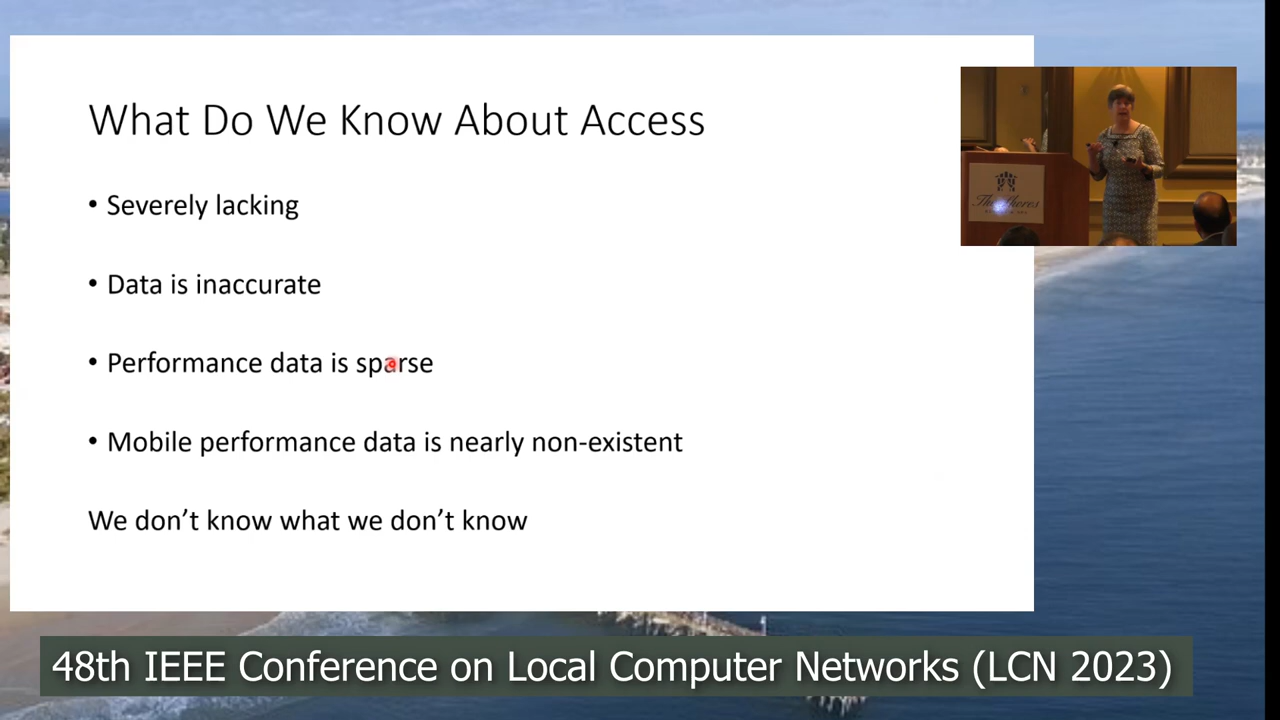 What Do We Know About Access
• Severely lacking
• Data is inaccurate
• Performance data is sparse
• Mobile performance data is nearly non-existent
We don’t know what we don’t know
48th IEEE Conference on Local Computer Networks (LCN 2023)